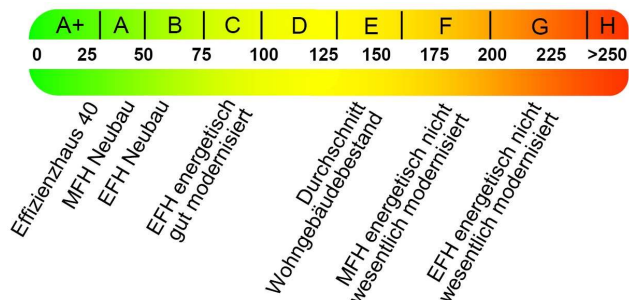 A+ A B C D E F G H
0 25 50 75 100 125 150 175 200 225 >250
Effizienzhaus 40
MFH Neubau
EFH Neubau
EFH energetisch
gut modernisiert
Durchschnitt
Wohngebäudebestand
MFH energetisch nicht
wesentlich modernisiert
EFH energetisch nicht
wesentlich modernisiert